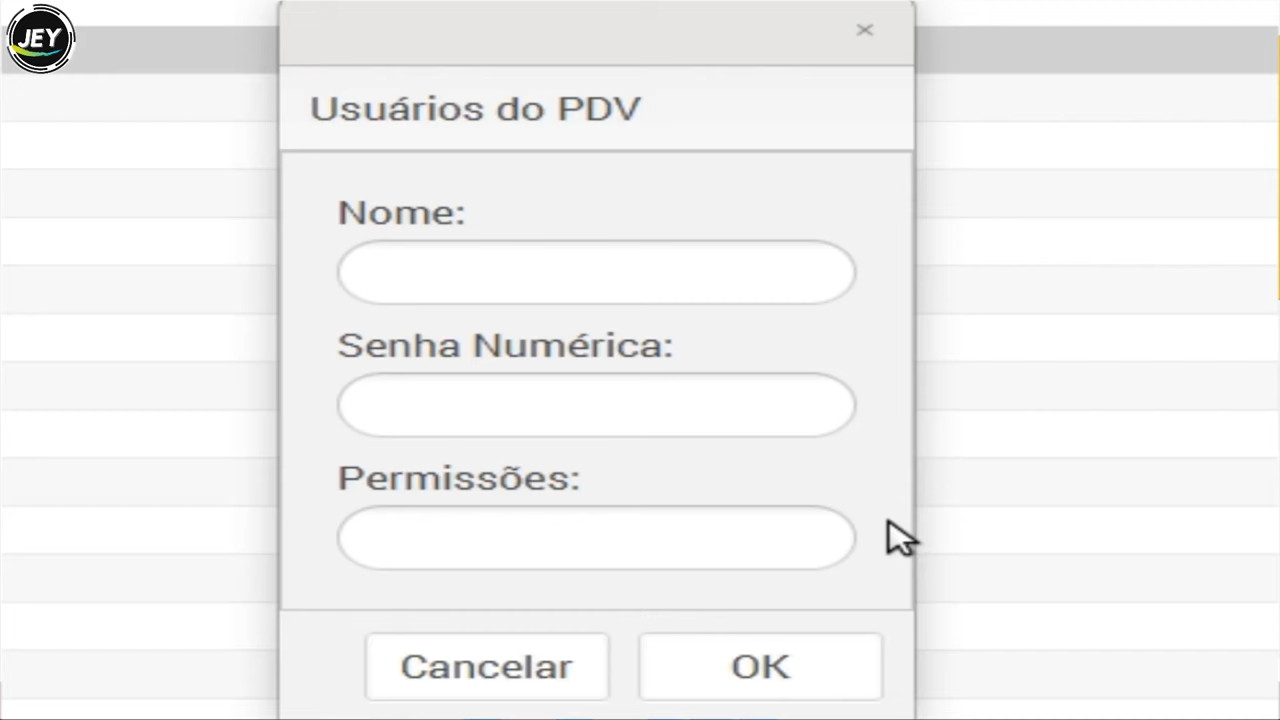 JEY
×
Usuários do PDV
Nome:
Senha Numérica:
Permissões:
Cancelar OK